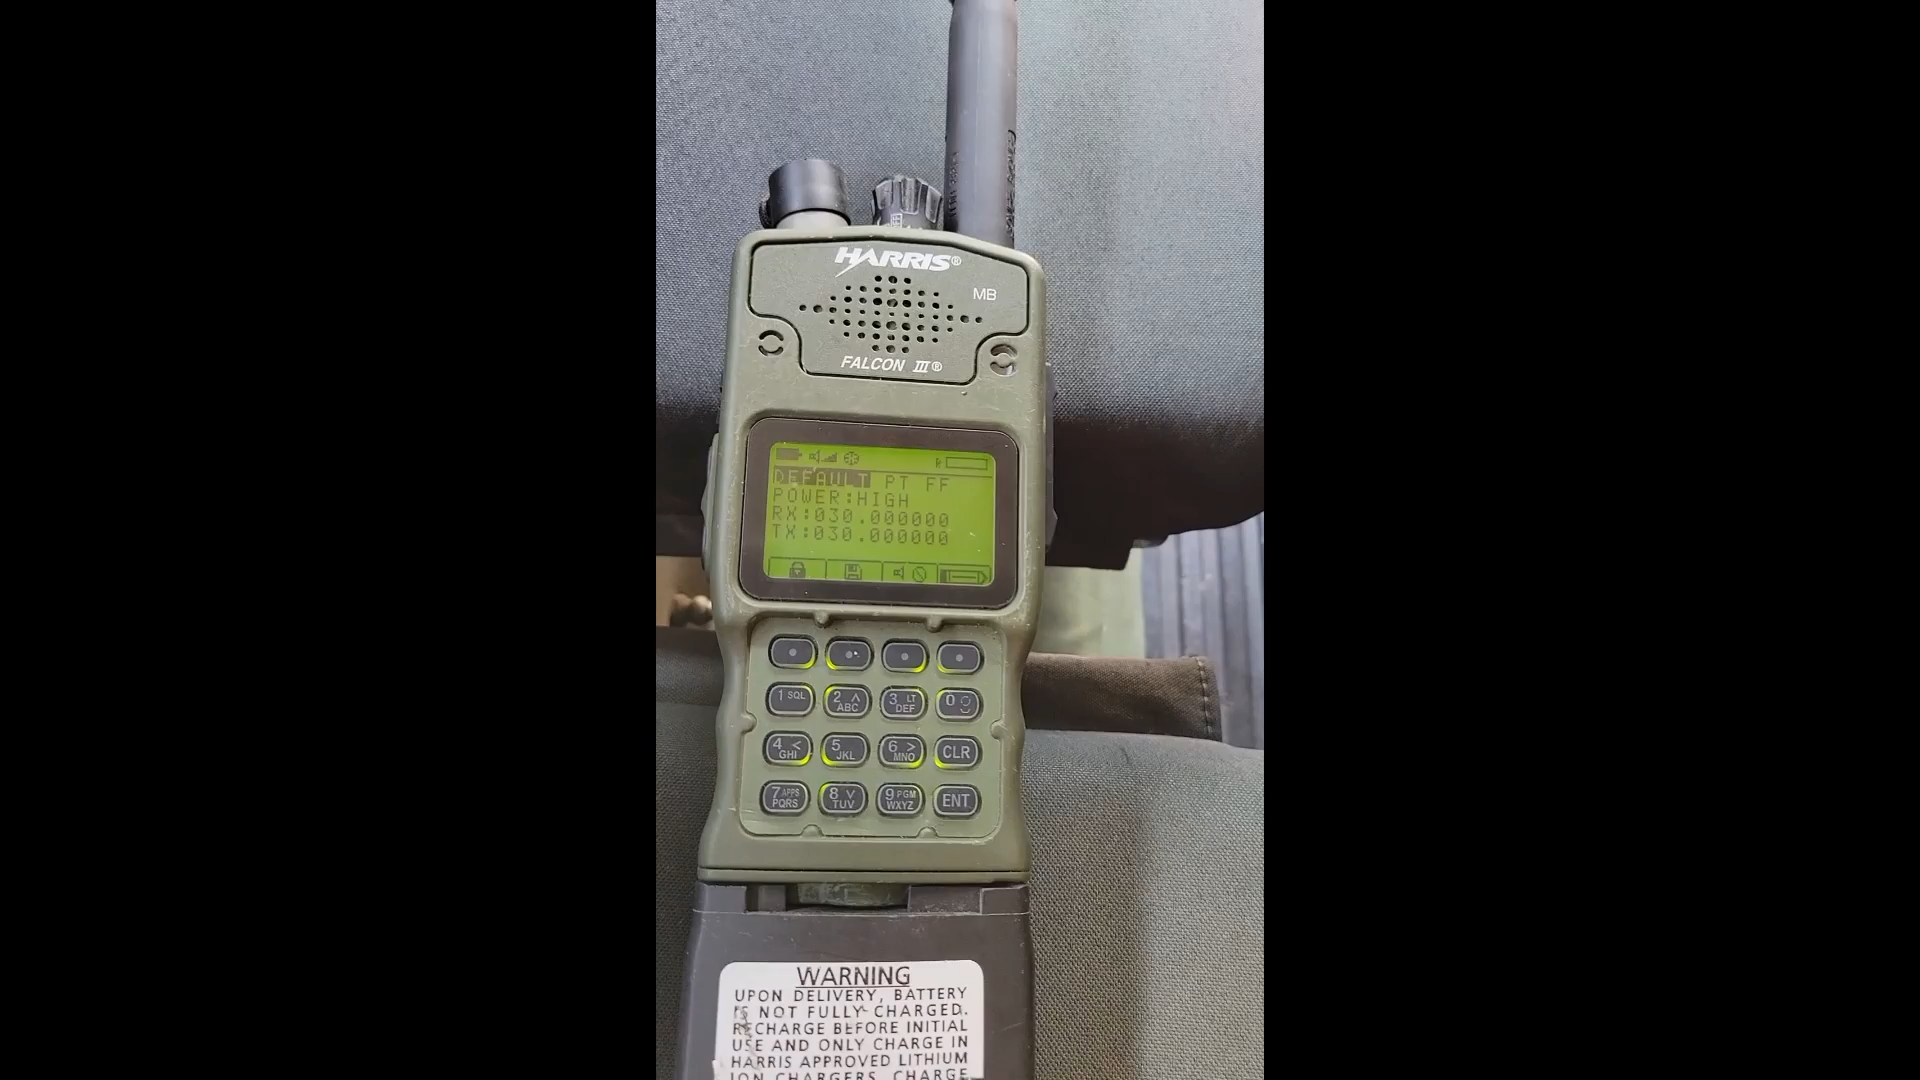 HARRIS®
MB
FALCON III®
DEFAULT PT FF
POWER:HIGH
RX:030.000000
TX:030.000000
1 SQL
2 ABC
3 LT DEF
0
4 < GHI
5 JKL
6 > MNO
CLR
7 APPS PQRS
8 TUV
9 PGM WXYZ
ENT
WARNING
UPON DELIVERY, BATTERY
IS NOT FULLY CHARGED.
RECHARGE BEFORE INITIAL
USE AND ONLY CHARGE IN
HARRIS APPROVED LITHIUM
ION CHARGERS. CHARGE